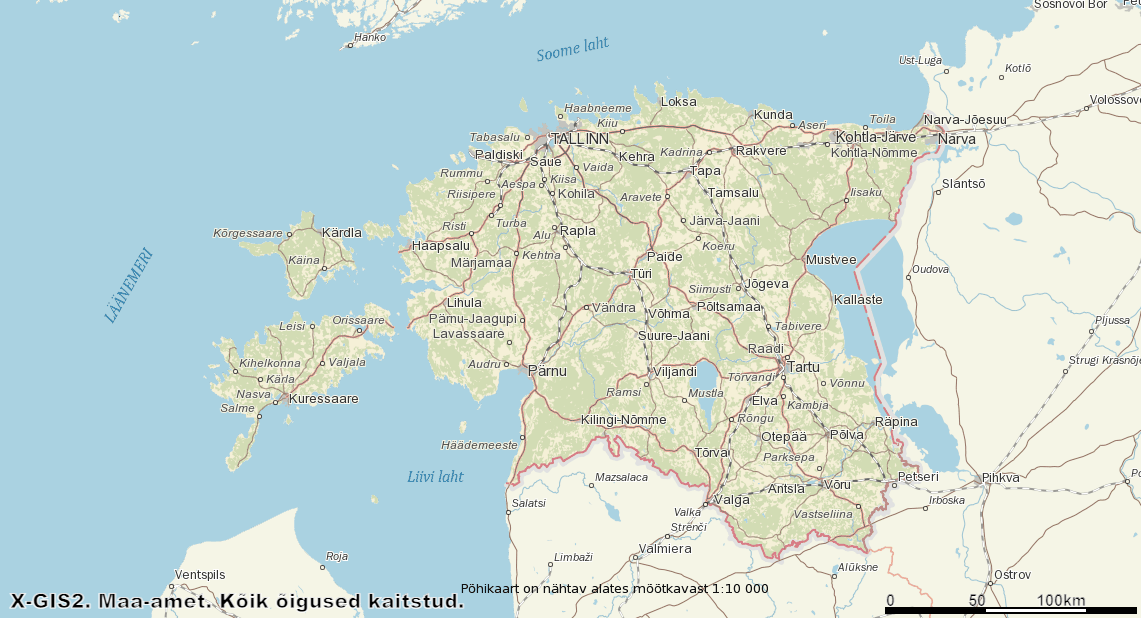 Sosnovoi Bor
Hanko
Soome laht
Ust-Luga
Kotlõ
Volossovo
Loksa
Haabneeme
Kunda
Kiiu
Aseri
Toila
Narva-Jõesuu
Tabasalu
TALLINN
Kohtla-Järve
Narva
Paldiski
Saue
Kehra
Kadrina
Rakvere
Kohtla-Nõmme
Rummu
Vaida
Tapa
Aespa
Kiisa
Slantsõ
Riisipere
Kohila
Aravete
Tamsalu
Iisaku
Risti
Turba
Järva-Jaani
Kõrgessaare
Kärdla
Alu
Rapla
Haapsalu
Koeru
Käina
Märjamaa
Kehtna
Paide
Mustvee
Türi
Oudova
LÄÄNEMERI
Siimusti
Jõgeva
Lihula
Vändra
Põltsamaa
Kallaste
Orissaare
Pärnu-Jaagupi
Võhma
Leisi
Lavassaare
Suure-Jaani
Tabivere
Pljussa
Raadi
Kihelkonna
Valjala
Audru
Pärnu
Viljandi
Tartu
Strugi Krasnõje
Kärla
Törvandi
Võnnu
Nasva
Kuressaare
Ramsi
Mustla
Elva
Kambja
Salme
Kilingi-Nõmme
Rõngu
Räpina
Häädemeeste
Otepää
Põlva
Tõrva
Parksepa
Liivi laht
Mazsalaca
Petseri
Pihkva
Antsla
Võru
Salatsi
Valga
Irboska
Valka
Vastseliina
Strenči
Valmiera
Roja
Limbaži
Alūksne
Ostrov
Ventspils
Põhikaart on nähtav alates mõõtkavast 1:10 000
X-GIS2. Maa-amet. Kõik õigused kaitstud.
0 50 100km